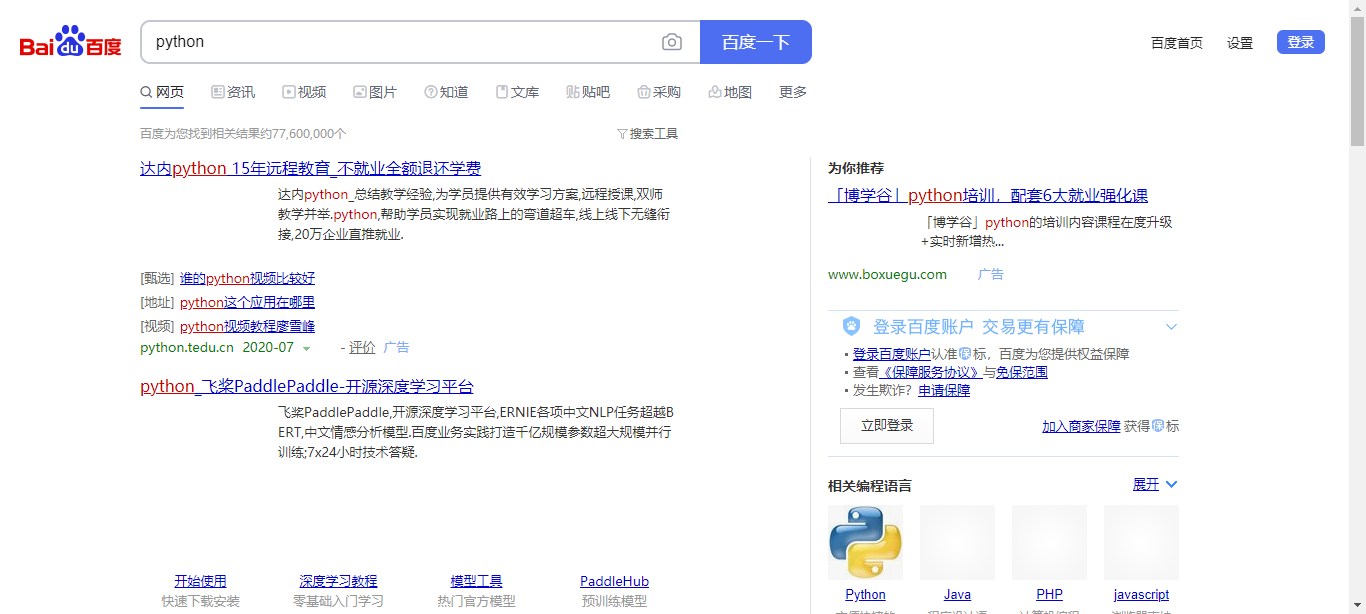 Bai du 百度
python
百度一下
百度首页 设置 登录
网页 资讯 视频 图片 知道 文库 贴吧 采购 地图 更多
百度为您找到相关结果约77,600,000个
搜索工具
达内python 15年远程教育_不就业全额退还学费
达内python_总结教学经验,为学员提供有效学习方案,远程授课,双师
教学并举.python,帮助学员实现就业路上的弯道超车,线上线下无缝衔
接,20万企业直推就业.
[甄选] 谁的python视频比较好
[地址] python这个应用在哪里
[视频] python视频教程廖雪峰
python.tedu.cn 2020-07 - 评价 广告
python_飞桨PaddlePaddle-开源深度学习平台
飞桨PaddlePaddle,开源深度学习平台,ERNIE各项中文NLP任务超越B
ERT,中文情感分析模型.百度业务实践打造千亿规模参数超大规模并行
训练;7x24小时技术答疑.
开始使用 深度学习教程 模型工具 PaddleHub
快速下载安装 零基础入门学习 热门官方模型 预训练模型
为你推荐
「博学谷」python培训，配套6大就业强化课
「博学谷」python的培训内容课程在度升级
+实时新增热...
www.boxuegu.com 广告
登录百度账户 交易更有保障
登录百度账户认准保标，百度为您提供权益保障
查看《保障服务协议》与免保范围
发生欺诈？申请保障
立即登录
加入商家保障 获得保标
相关编程语言 展开
Python Java PHP javascript